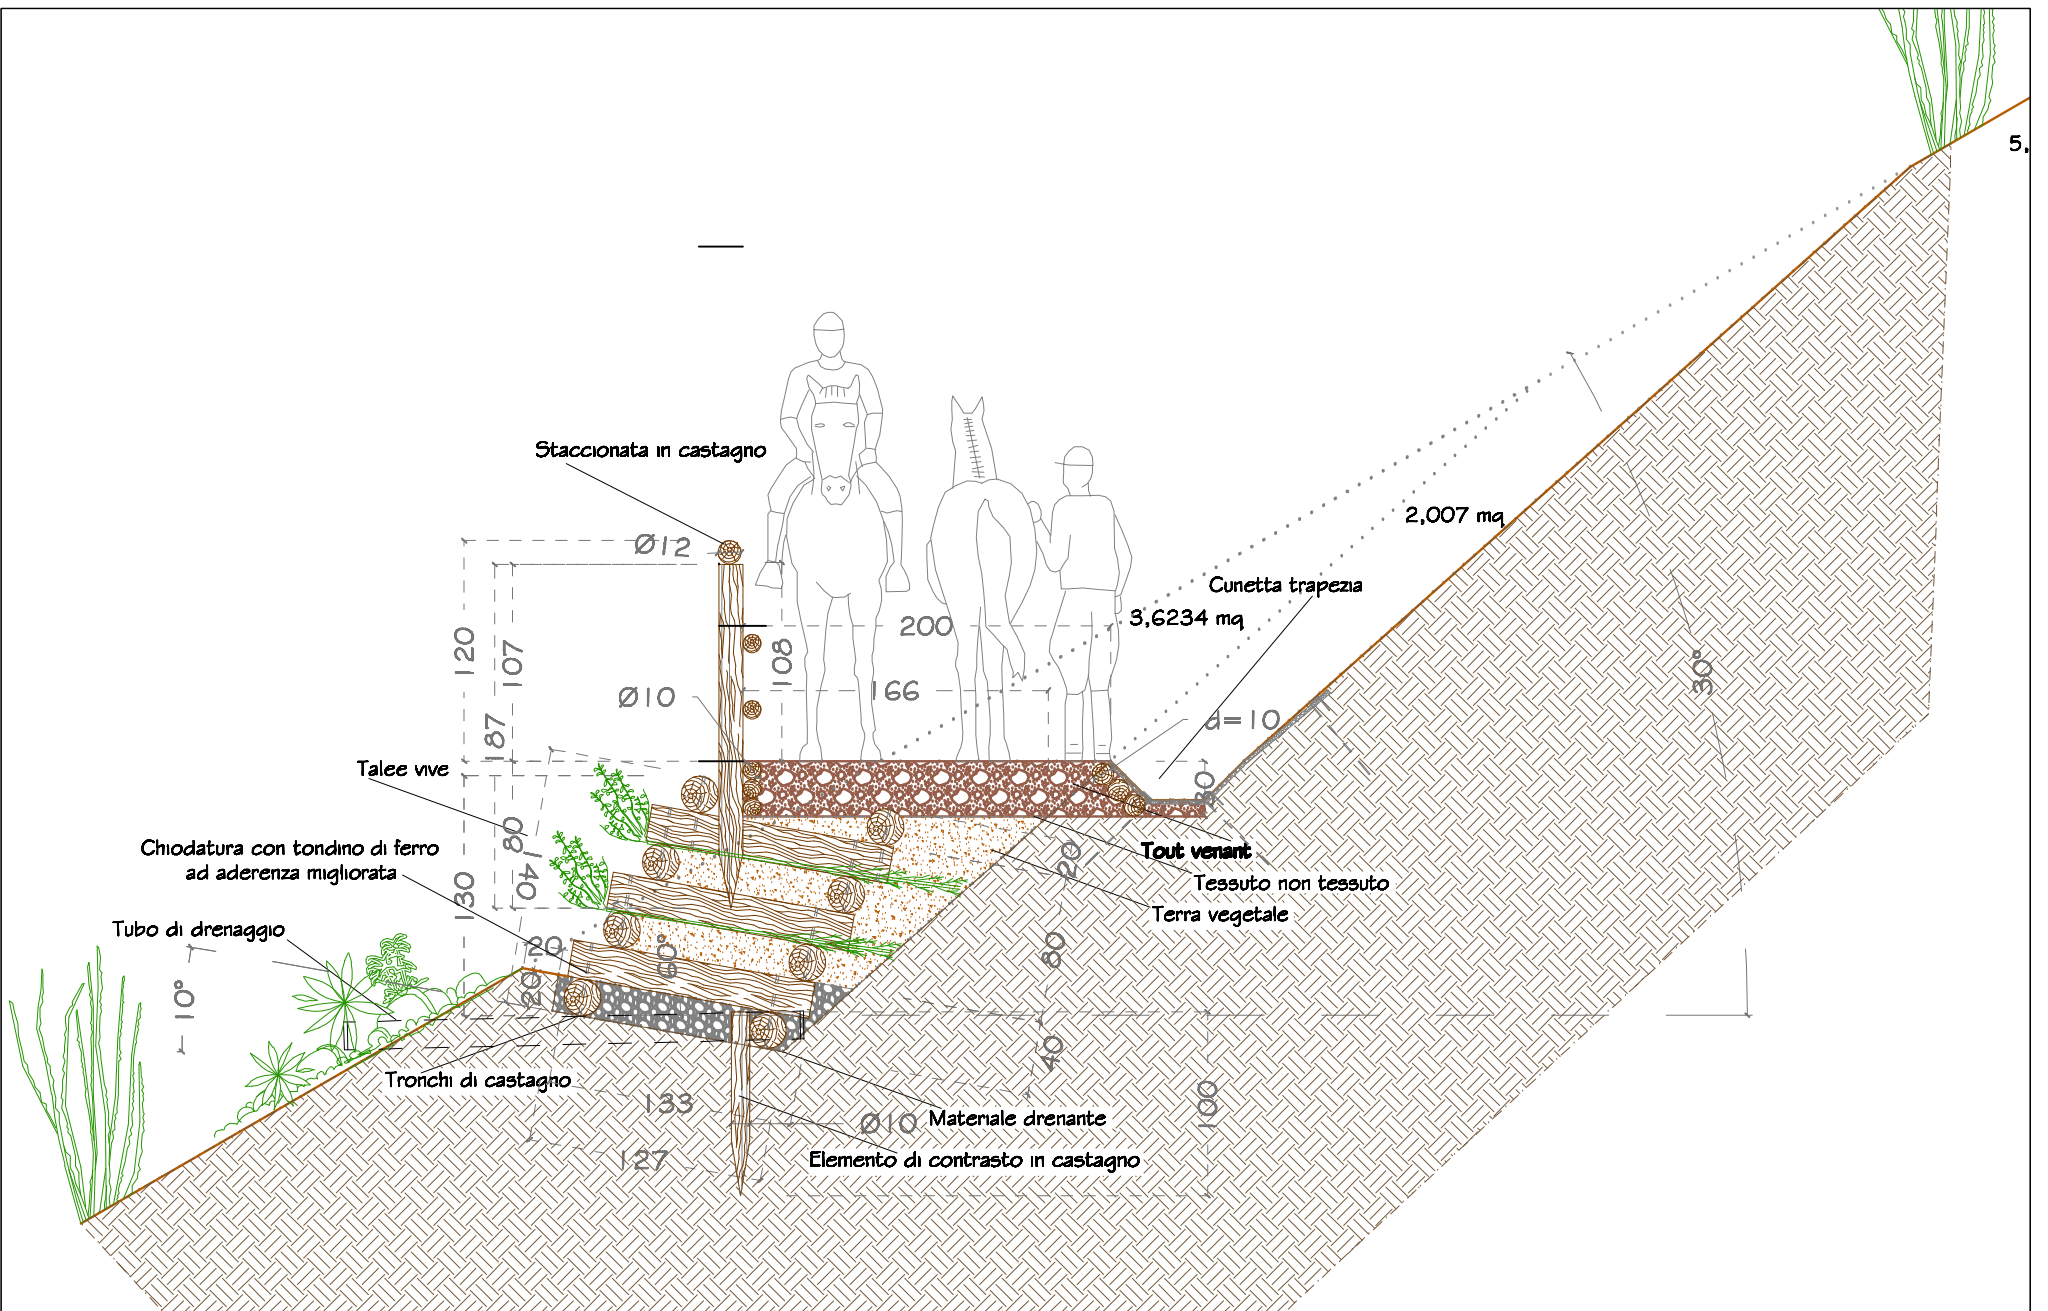 5,
Staccionata in castagno
2,007 mq
Ø12
Cunetta trapezia
3,6234 mq
200
120
107
108
30°
Ø10
166
d=10
187
Talee vive
30
80
Chiodatura con tondino di ferro
ad aderenza migliorata
Tout venant
20
Tessuto non tessuto
140
130
Terra vegetale
Tubo di drenaggio
20
60°
80
20
10°
40
Tronchi di castagno
133
100
Ø10
Materiale drenante
127
Elemento di contrasto in castagno